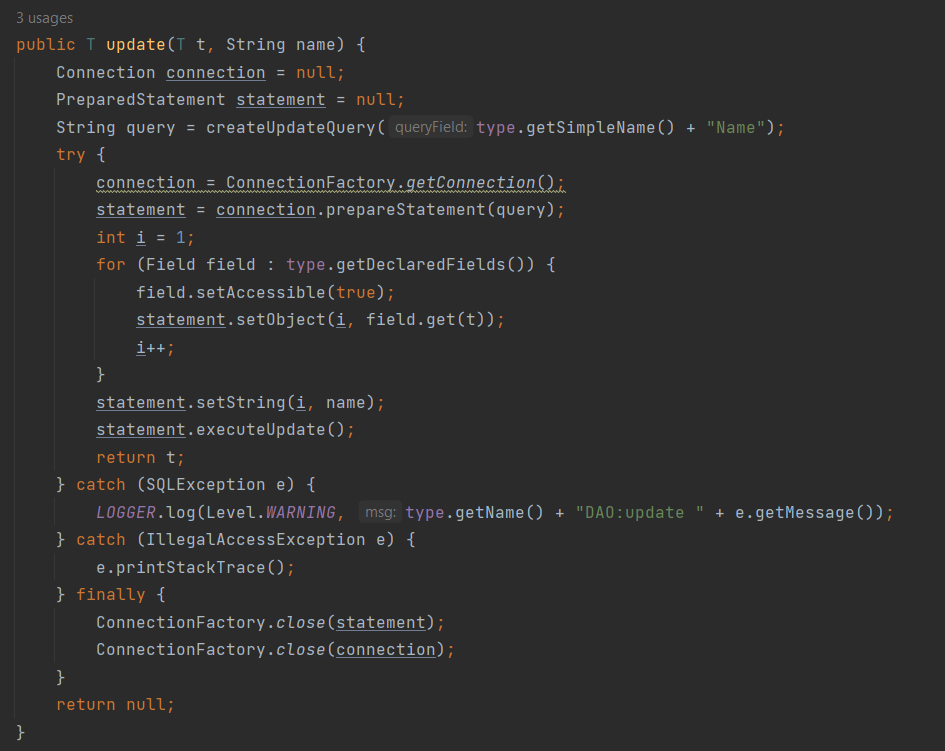 3 usages
public T update(T t, String name) {
    Connection connection = null;
    PreparedStatement statement = null;
    String query = createUpdateQuery( queryField: type.getSimpleName() + "Name");
    try {
        connection = ConnectionFactory.getConnection();
        statement = connection.prepareStatement(query);
        int i = 1;
        for (Field field : type.getDeclaredFields()) {
            field.setAccessible(true);
            statement.setObject(i, field.get(t));
            i++;
        }
        statement.setString(i, name);
        statement.executeUpdate();
        return t;
    } catch (SQLException e) {
        LOGGER.log(Level.WARNING, msg: type.getName() + "DAO:update " + e.getMessage());
    } catch (IllegalAccessException e) {
        e.printStackTrace();
    } finally {
        ConnectionFactory.close(statement);
        ConnectionFactory.close(connection);
    }
    return null;
}